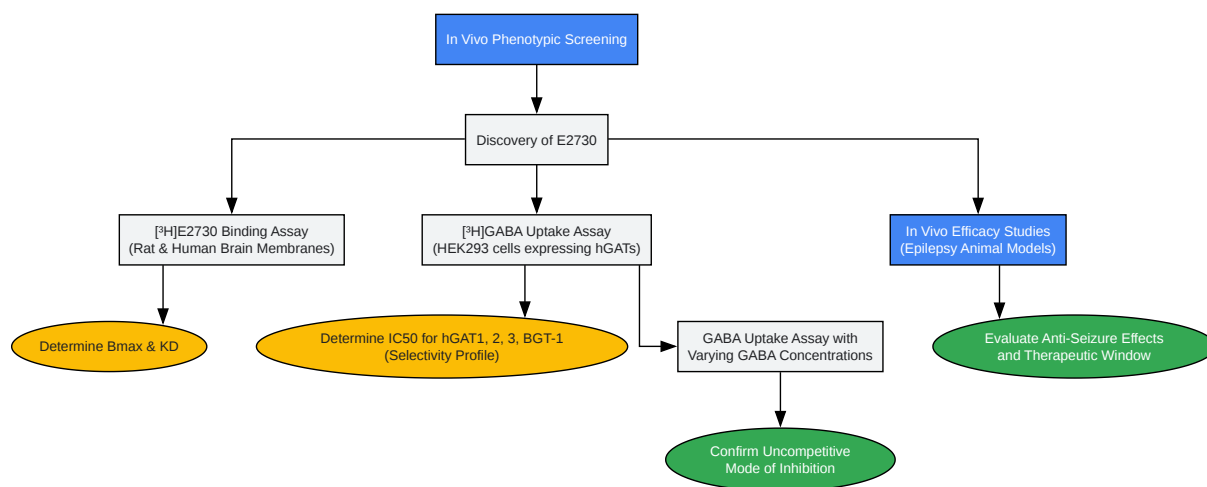 In Vivo Phenotypic Screening
Discovery of E2730
[³H]E2730 Binding Assay
(Rat & Human Brain Membranes)
[³H]GABA Uptake Assay
(HEK293 cells expressing hGATs)
In Vivo Efficacy Studies
(Epilepsy Animal Models)
Determine Bmax & KD
Determine IC50 for hGAT1, 2, 3, BGT-1
(Selectivity Profile)
GABA Uptake Assay with
Varying GABA Concentrations
Evaluate Anti-Seizure Effects
and Therapeutic Window
Confirm Uncompetitive
Mode of Inhibition